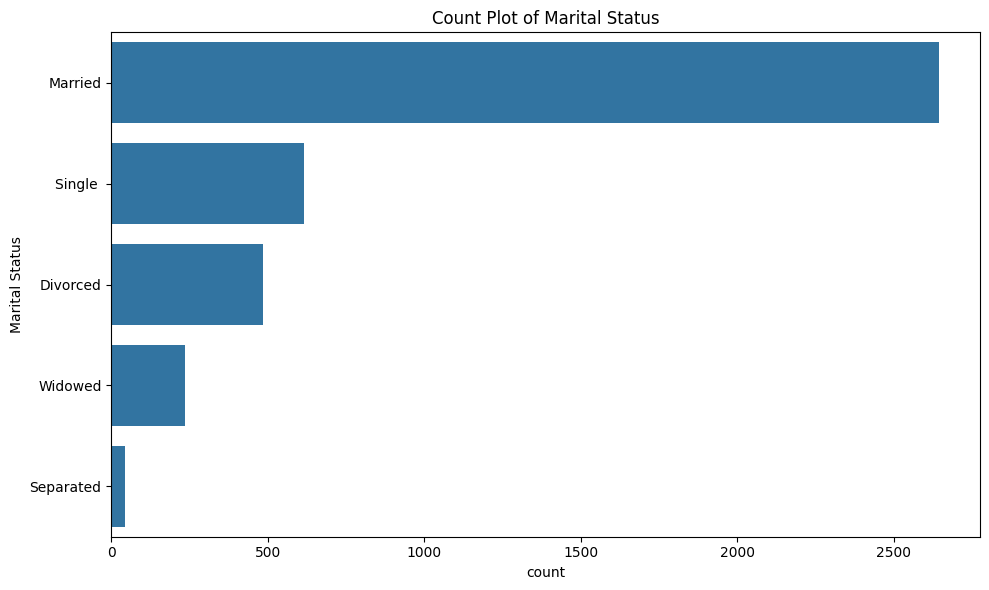 Count Plot of Marital Status
Marital Status
Married
Single
Divorced
Widowed
Separated
0 500 1000 1500 2000 2500
count